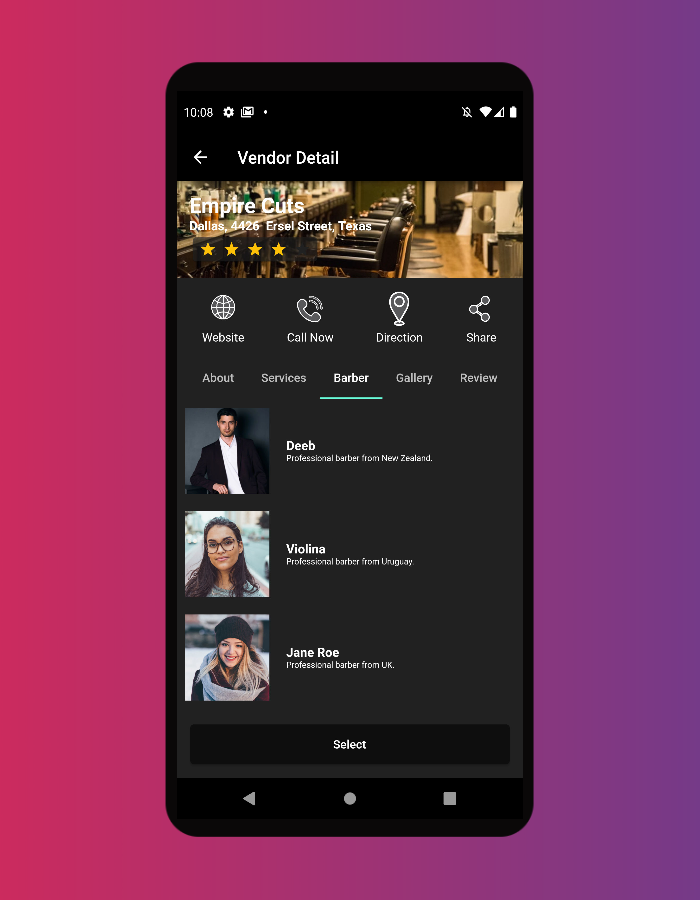 10:08
Vendor Detail
Empire Cuts
Dallas, 4426 Ersel Street, Texas
Website Call Now Direction Share
About Services Barber Gallery Review
Deeb
Professional barber from New Zealand.
Violina
Professional barber from Uruguay.
Jane Roe
Professional barber from UK.
Select